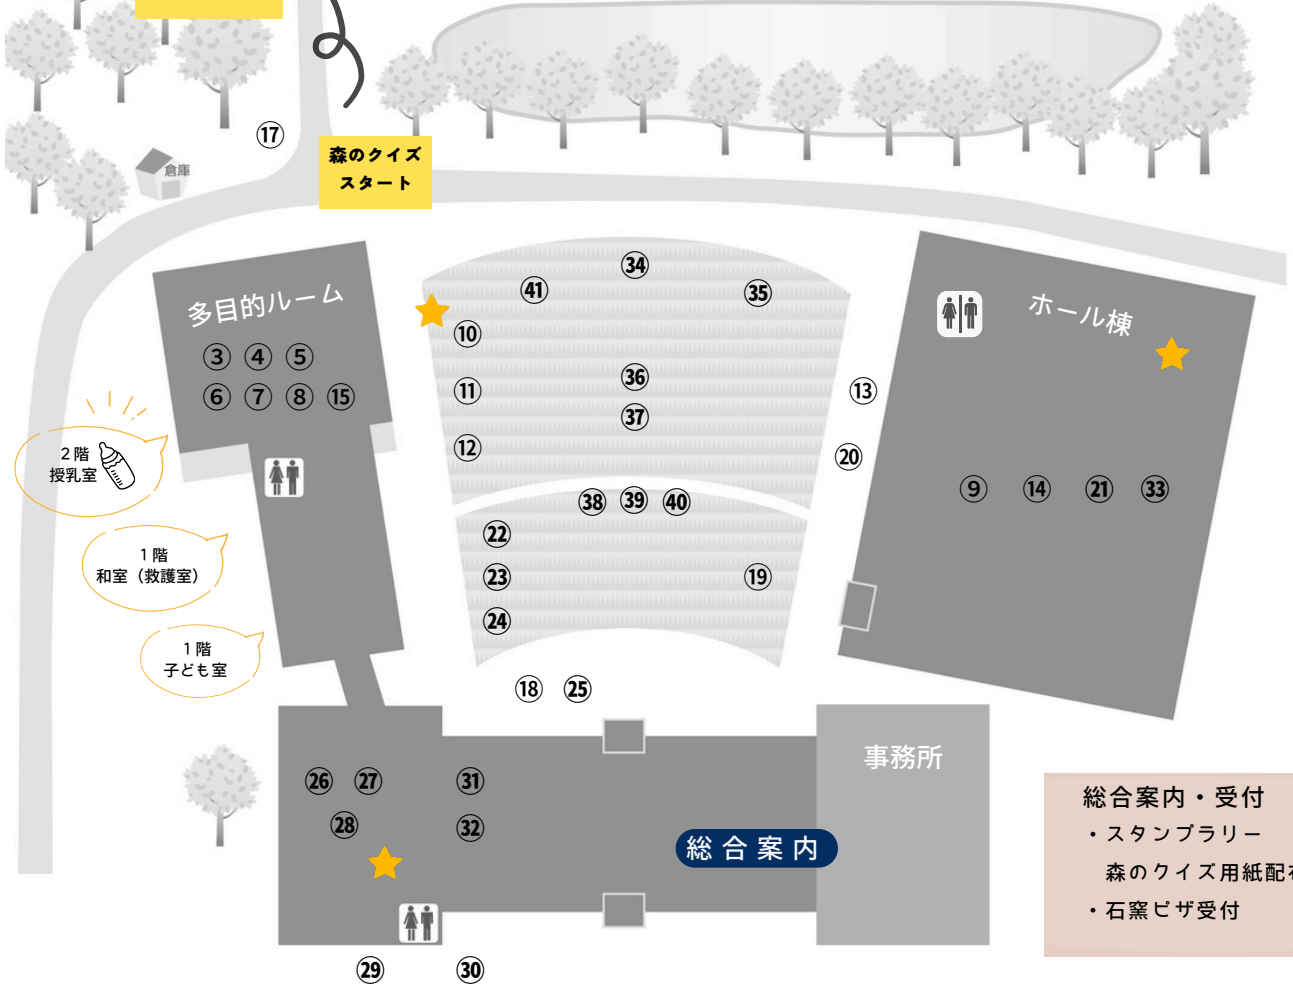 ⑰
倉庫
森のクイズ
スタート
多目的ルーム
③ ④ ⑤
⑥ ⑦ ⑧ ⑮
2階
授乳室
1階
和室（救護室）
1階
子ども室
㉞
㊶ ㉟
⑩
㊱
⑪
㊲
⑫
㊳ ㊴ ㊵
㉒
㉓ ⑲
㉔
⑱ ㉕
⑬
⑳
ホール棟
⑨ ⑭ ㉑ ㉝
㉖ ㉗ ㉛
㉘ ㉜
㉙ ㉚
総合案内
事務所
総合案内・受付
・スタンプラリー
森のクイズ用紙配
・石窯ピザ受付